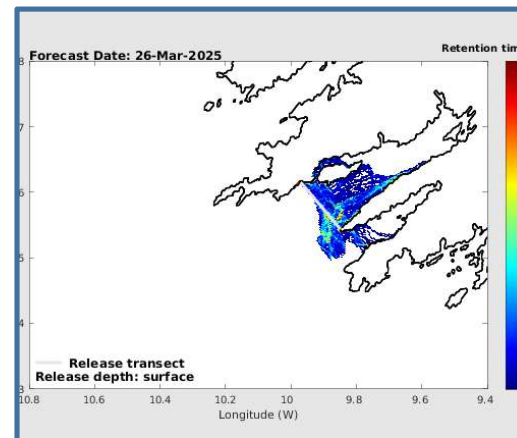 Forecast Date: 26-Mar-2025
Retention tim
8
7
6
5
4
3
Release transect
Release depth: surface
10.8
10.6
10.4
10.2
10
9.8
9.6
9.4
Longitude (W)